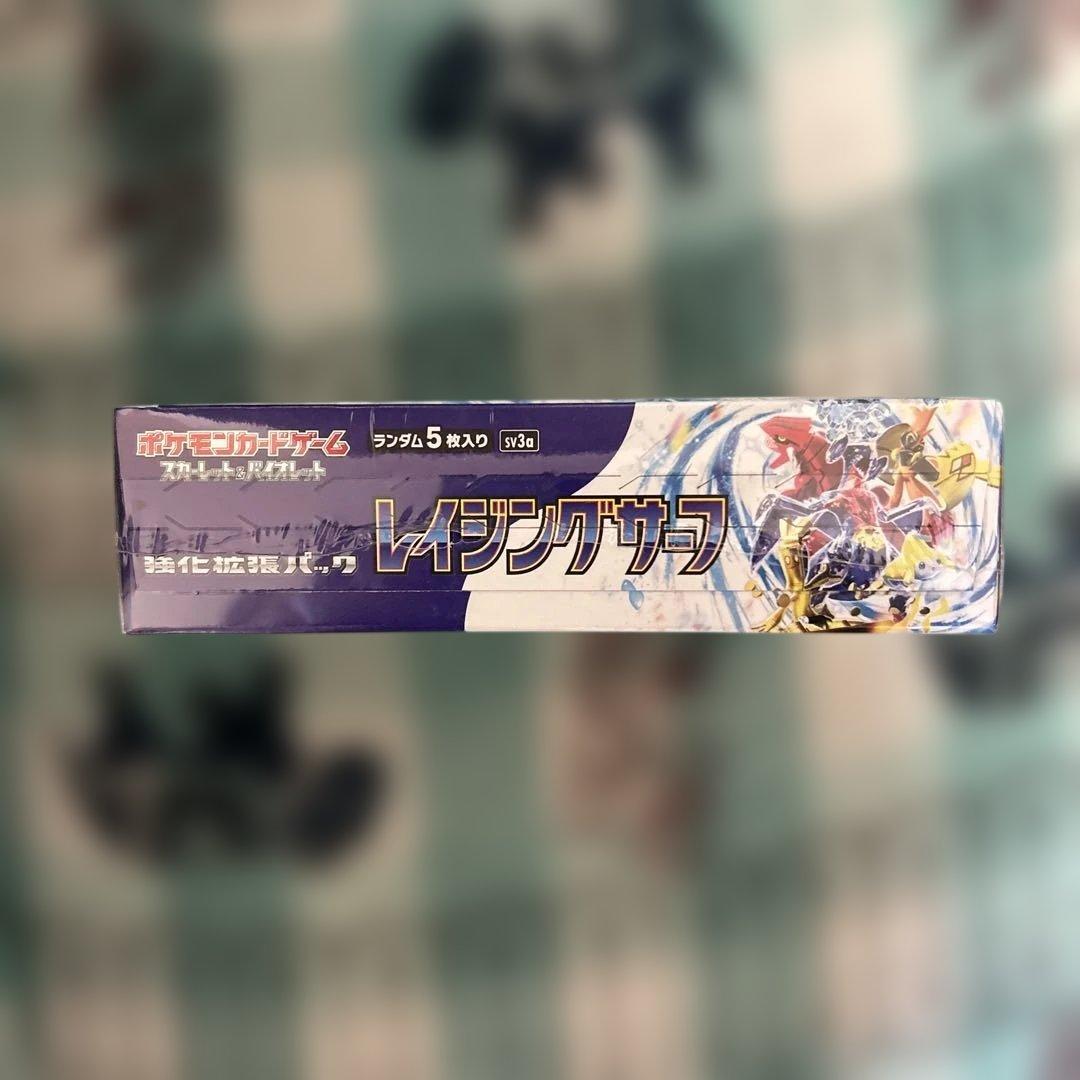 ポケモンカードゲーム
スカーレット&バイオレット
ランダム5枚入り sv3a
強化拡張パック
レイジングサーフ